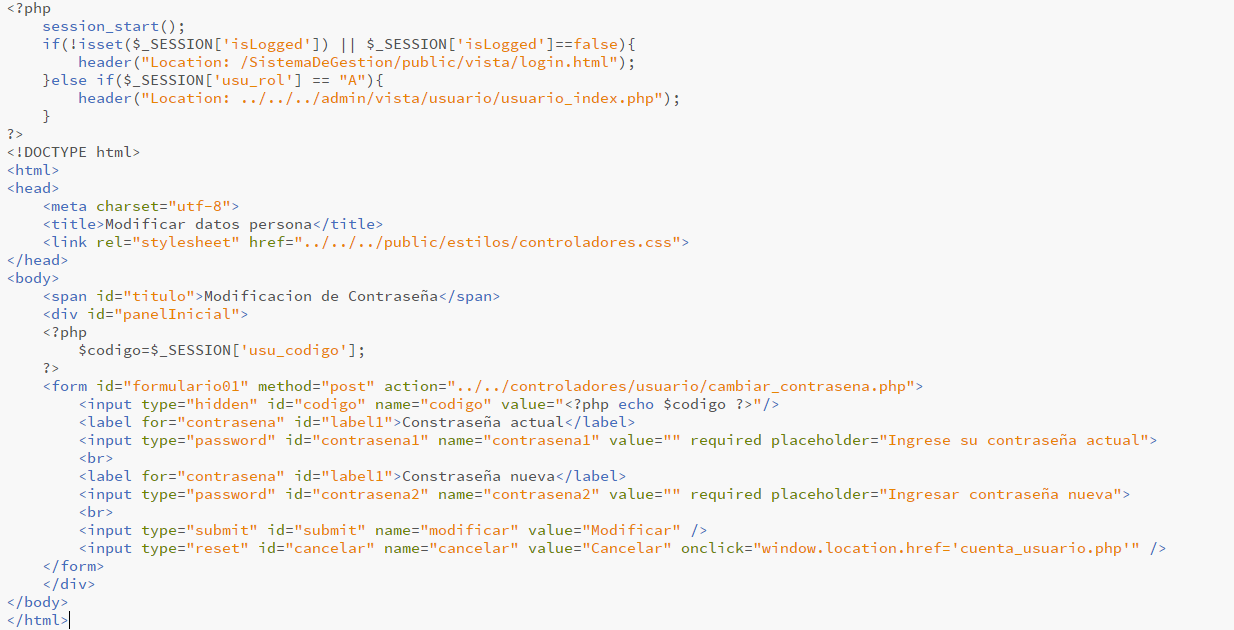 <?php
    session_start();
    if(!isset($_SESSION['isLogged']) || $_SESSION['isLogged']==false){
        header("Location: /SistemaDeGestion/public/vista/login.html");
    }else if($_SESSION['usu_rol'] == "A"){
        header("Location: ../../../admin/vista/usuario/usuario_index.php");
    }
?>
<!DOCTYPE html>
<html>
<head>
    <meta charset="utf-8">
    <title>Modificar datos persona</title>
    <link rel="stylesheet" href="../../../public/estilos/controladores.css">
</head>
<body>
    <span id="titulo">Modificacion de Contraseña</span>
    <div id="panelInicial">
    <?php
        $codigo=$_SESSION['usu_codigo'];
    ?>
    <form id="formulario01" method="post" action="../../controladores/usuario/cambiar_contrasena.php">
        <input type="hidden" id="codigo" name="codigo" value="<?php echo $codigo ?>"/>
        <label for="contrasena" id="label1">Constraseña actual</label>
        <input type="password" id="contrasena1" name="contrasena1" value="" required placeholder="Ingrese su contraseña actual">
        <br>
        <label for="contrasena" id="label1">Constraseña nueva</label>
        <input type="password" id="contrasena2" name="contrasena2" value="" required placeholder="Ingresar contraseña nueva">
        <br>
        <input type="submit" id="submit" name="modificar" value="Modificar" />
        <input type="reset" id="cancelar" name="cancelar" value="Cancelar" onclick="window.location.href='cuenta_usuario.php'" />
    </form>
    </div>
</body>
</html>